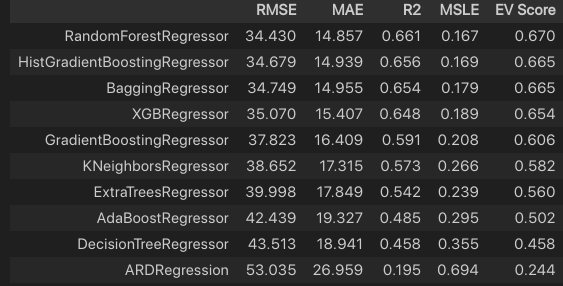 RMSE MAE R2 MSLE EV Score
RandomForestRegressor 34.430 14.857 0.661 0.167 0.670
HistGradientBoostingRegressor 34.679 14.939 0.656 0.169 0.665
BaggingRegressor 34.749 14.955 0.654 0.179 0.665
XGBRegressor 35.070 15.407 0.648 0.189 0.654
GradientBoostingRegressor 37.823 16.409 0.591 0.208 0.606
KNeighborsRegressor 38.652 17.315 0.573 0.266 0.582
ExtraTreesRegressor 39.998 17.849 0.542 0.239 0.560
AdaBoostRegressor 42.439 19.327 0.485 0.295 0.502
DecisionTreeRegressor 43.513 18.941 0.458 0.355 0.458
ARDRegression 53.035 26.959 0.195 0.694 0.244